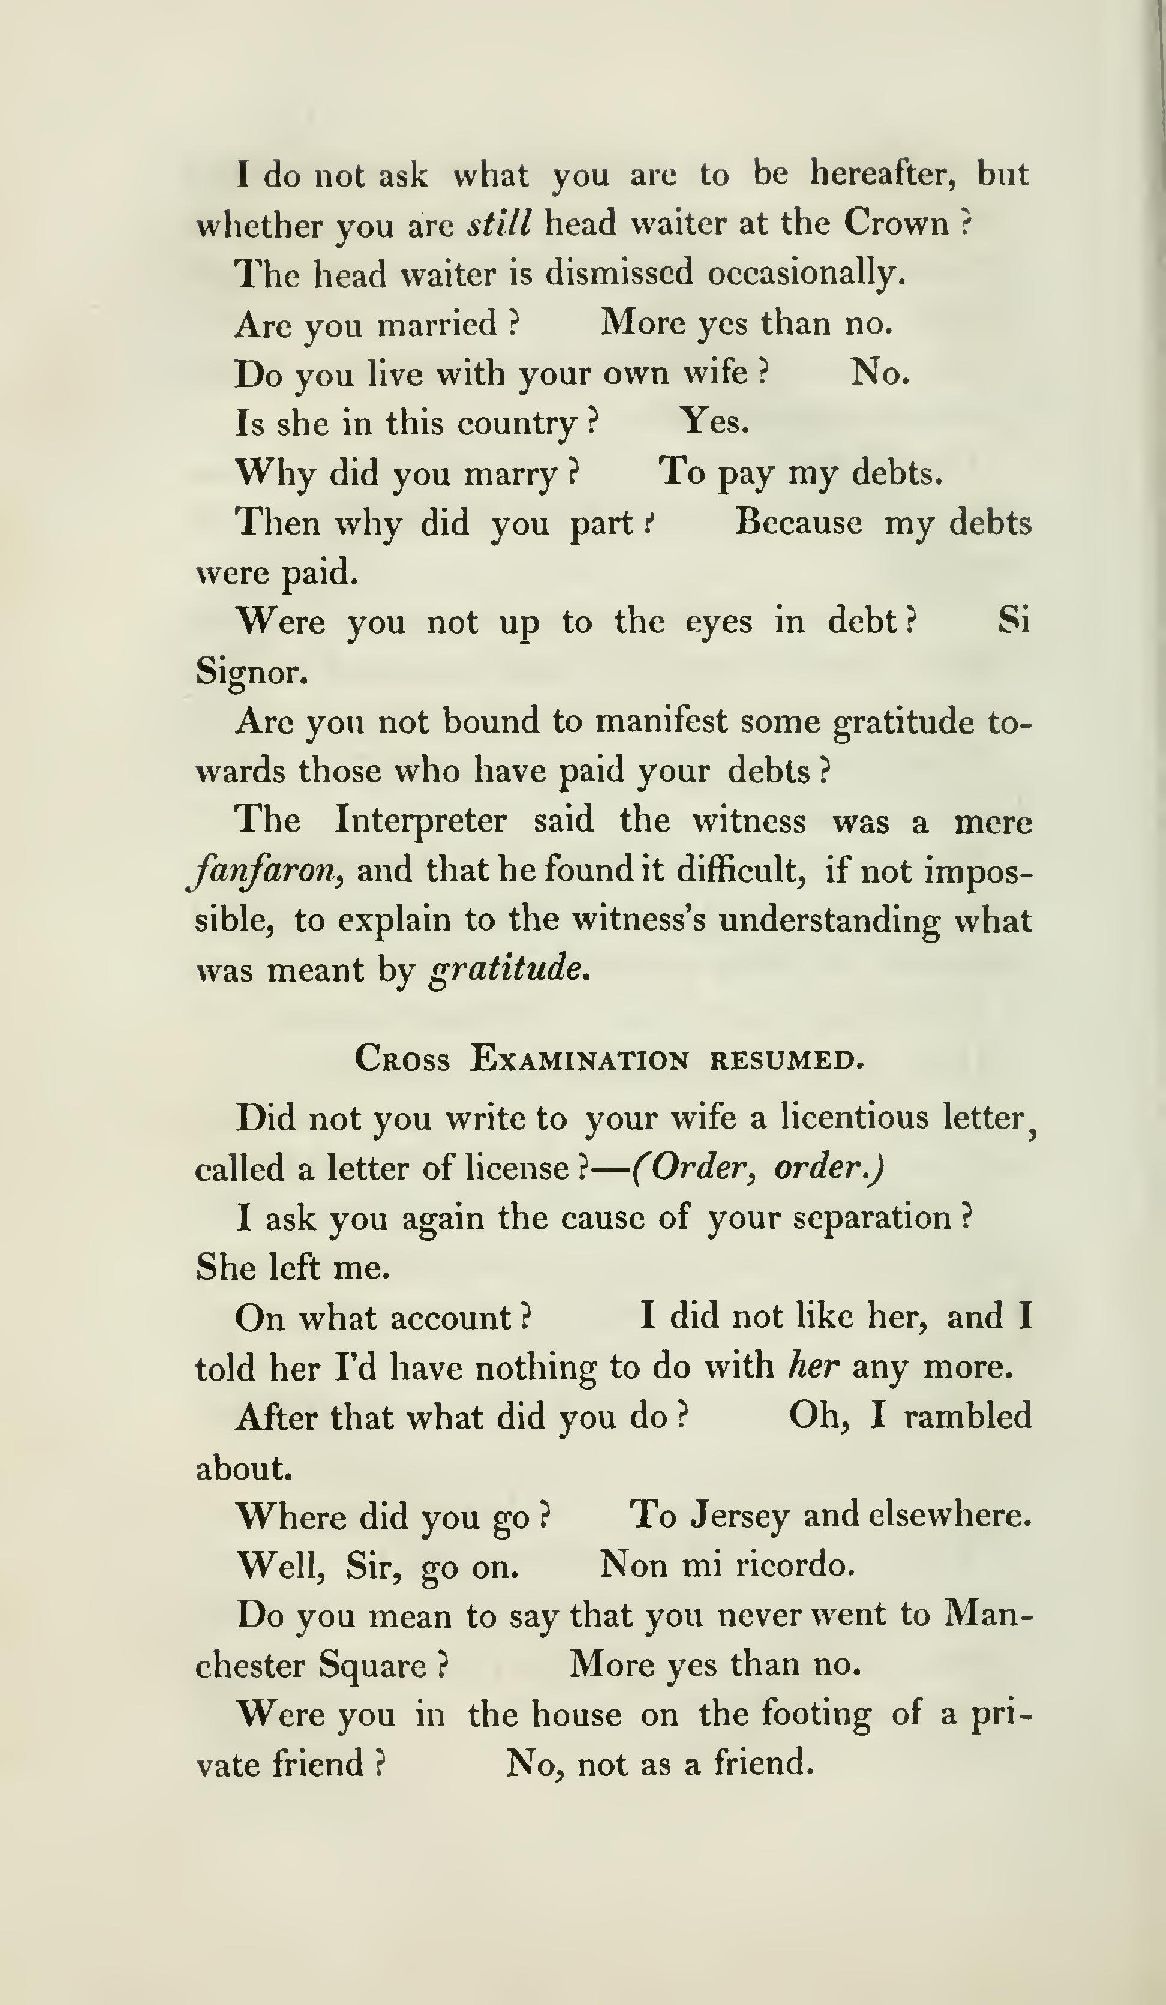 I do not ask what you are to be hereafter, but
whether you are still head waiter at the Crown ?
The head waiter is dismissed occasionally.
Are you married ? More yes than no.
Do you live with your own wife ? No.
Is she in this country ? Yes.
Why did you marry ? To pay my debts.
Then why did you part ? Because my debts
were paid.
Were you not up to the eyes in debt ? Si
Signor.
Are you not bound to manifest some gratitude to-
wards those who have paid your debts ?
The Interpreter said the witness was a mere
fanfaron, and that he found it difficult, if not impos-
sible, to explain to the witness's understanding what
was meant by gratitude.
Cross Examination resumed.
Did not you write to your wife a licentious letter,
called a letter of license ?—(Order, order.)
I ask you again the cause of your separation ?
She left me.
On what account ? I did not like her, and I
told her I'd have nothing to do with her any more.
After that what did you do ? Oh, I rambled
about.
Where did you go ? To Jersey and elsewhere.
Well, Sir, go on. Non mi ricordo.
Do you mean to say that you never went to Man-
chester Square ? More yes than no.
Were you in the house on the footing of a pri-
vate friend ? No, not as a friend.